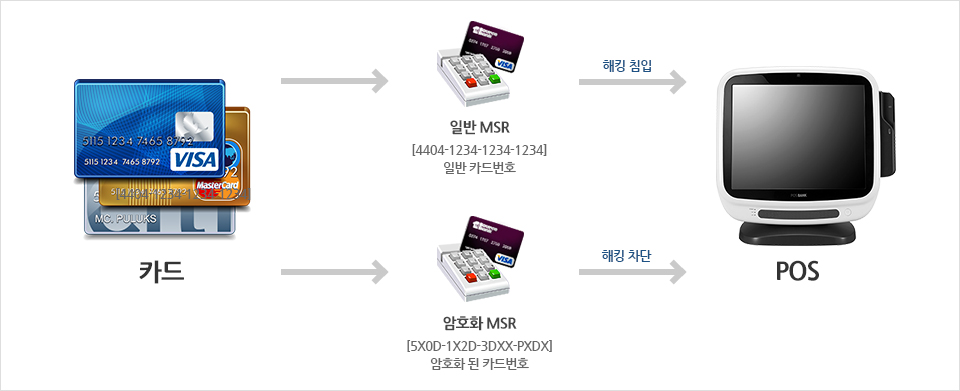 5115 1234 7465 8792
5115 1234 7465 8792
VISA
MasterCard
MC. PULUKS
카드
VISA
일반 MSR
[4404-1234-1234-1234]
일반 카드번호
해킹 침입
VISA
암호화 MSR
[5X0D-1X2D-3DXX-PXDX]
암호화 된 카드번호
해킹 차단
POS